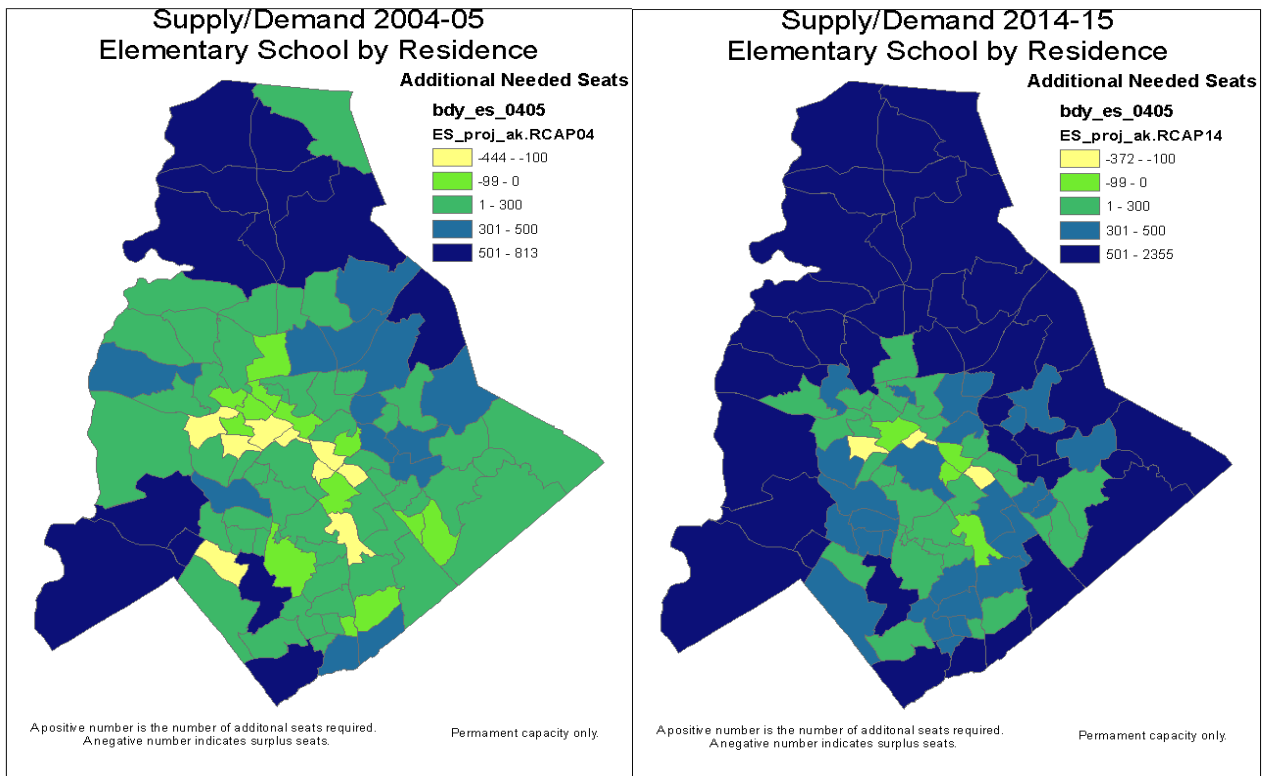 Supply/Demand 2004-05
Elementary School by Residence
Additional Needed Seats
bdy_es_0405
ES_proj_ak.RCAP04
-444 - -100
-99 - 0
1 - 300
301 - 500
501 - 813
A positive number is the number of additonal seats required.
A negative number indicates surplus seats.
Permament capacity only.
Supply/Demand 2014-15
Elementary School by Residence
Additional Needed Seats
bdy_es_0405
ES_proj_ak.RCAP14
-372 - -100
-99 - 0
1 - 300
301 - 500
501 - 2355
A positive number is the number of additonal seats required.
A negative number indicates surplus seats.
Permament capacity only.